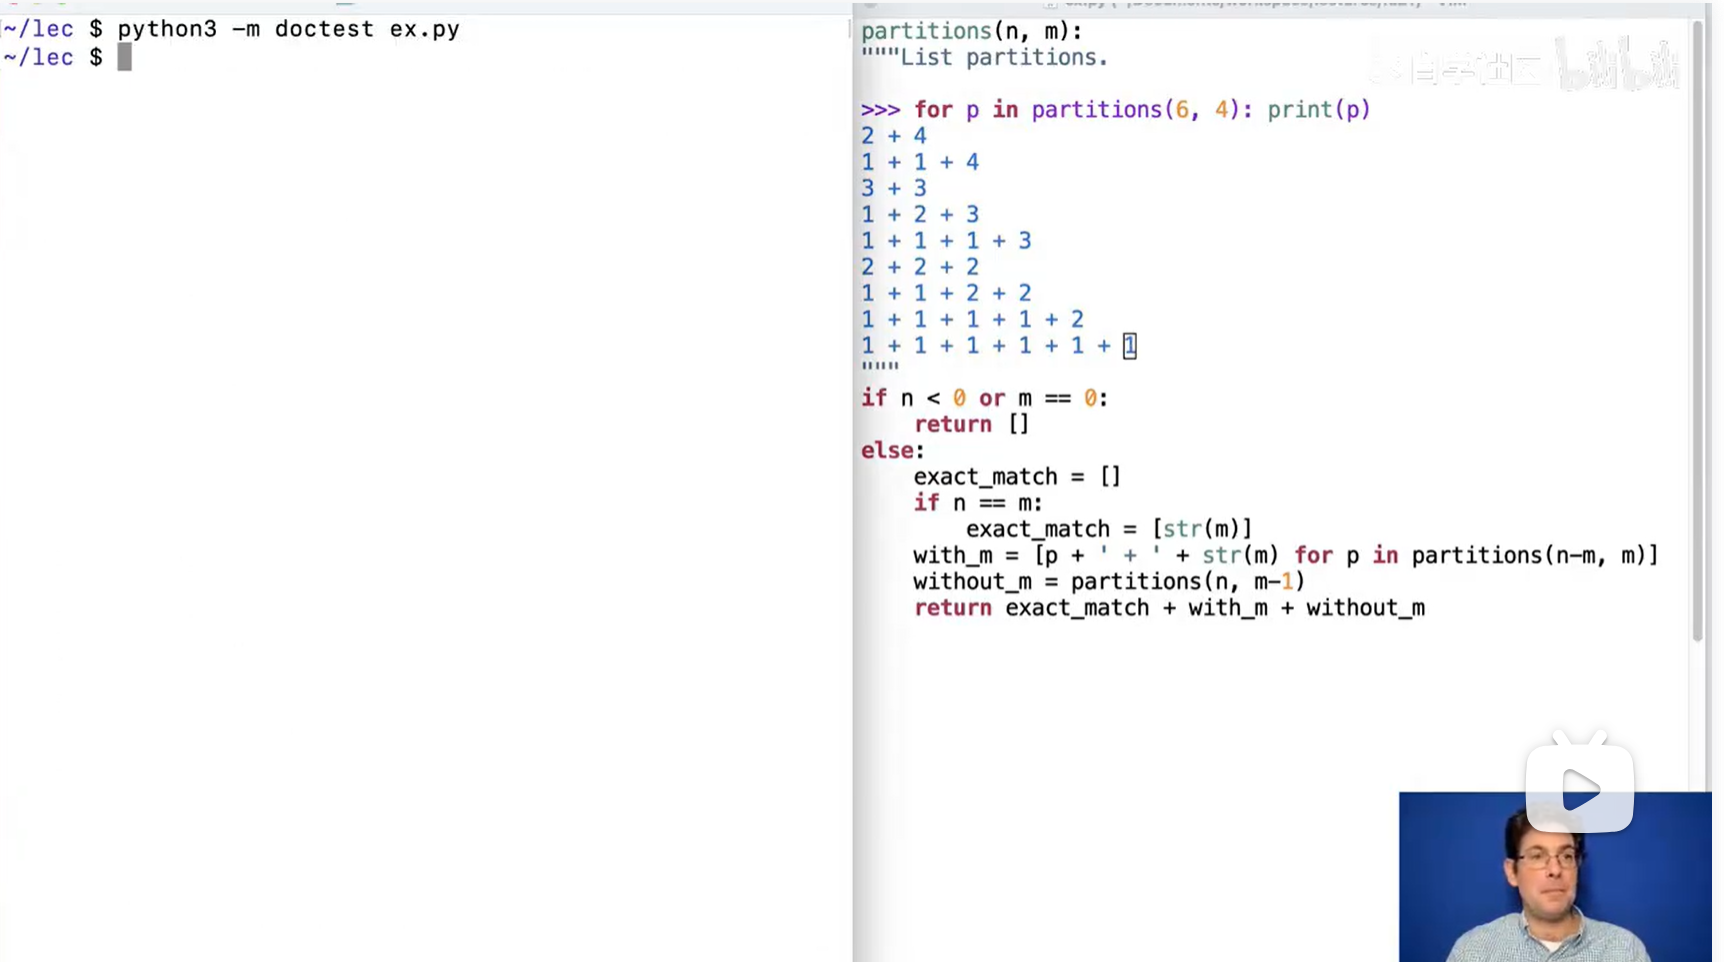 ~/lec $ python3 -m doctest ex.py
~/lec $
partitions(n, m):
"""List partitions.
>>> for p in partitions(6, 4): print(p)
2 + 4
1 + 1 + 4
3 + 3
1 + 2 + 3
1 + 1 + 1 + 3
2 + 2 + 2
1 + 1 + 2 + 2
1 + 1 + 1 + 1 + 2
1 + 1 + 1 + 1 + 1 + 1
"""
if n < 0 or m == 0:
    return []
else:
    exact_match = []
    if n == m:
        exact_match = [str(m)]
    with_m = [p + ' + ' + str(m) for p in partitions(n-m, m)]
    without_m = partitions(n, m-1)
    return exact_match + with_m + without_m
bilibili